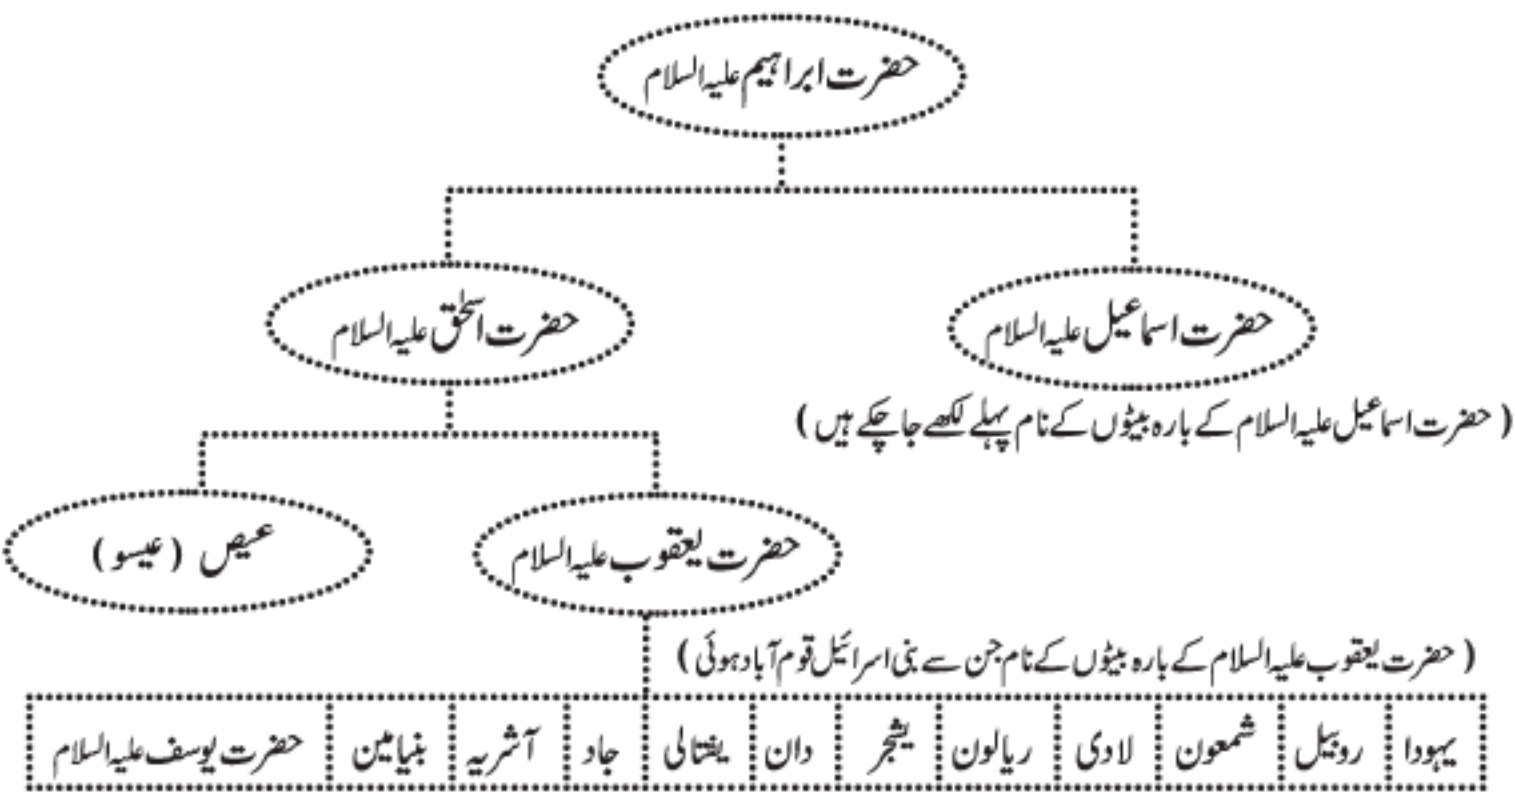 حضرت ابراہیم علیہ السلام
حضرت اسماعیل علیہ السلام
حضرت اسحٰق علیہ السلام
( حضرت اسماعیل علیہ السلام کے بارہ بیٹوں کے نام پہلے لکھے جا چکے ہیں )
حضرت یعقوب علیہ السلام
عیص ( عیسو )
( حضرت یعقوب علیہ السلام کے بارہ بیٹوں کے نام جن سے بنی اسرائیل قوم آباد ہوئی )
یہودا روبیل شمعون لادی ریالون یشجر دان یفتالی جاد آشریہ بنیامین حضرت یوسف علیہ السلام